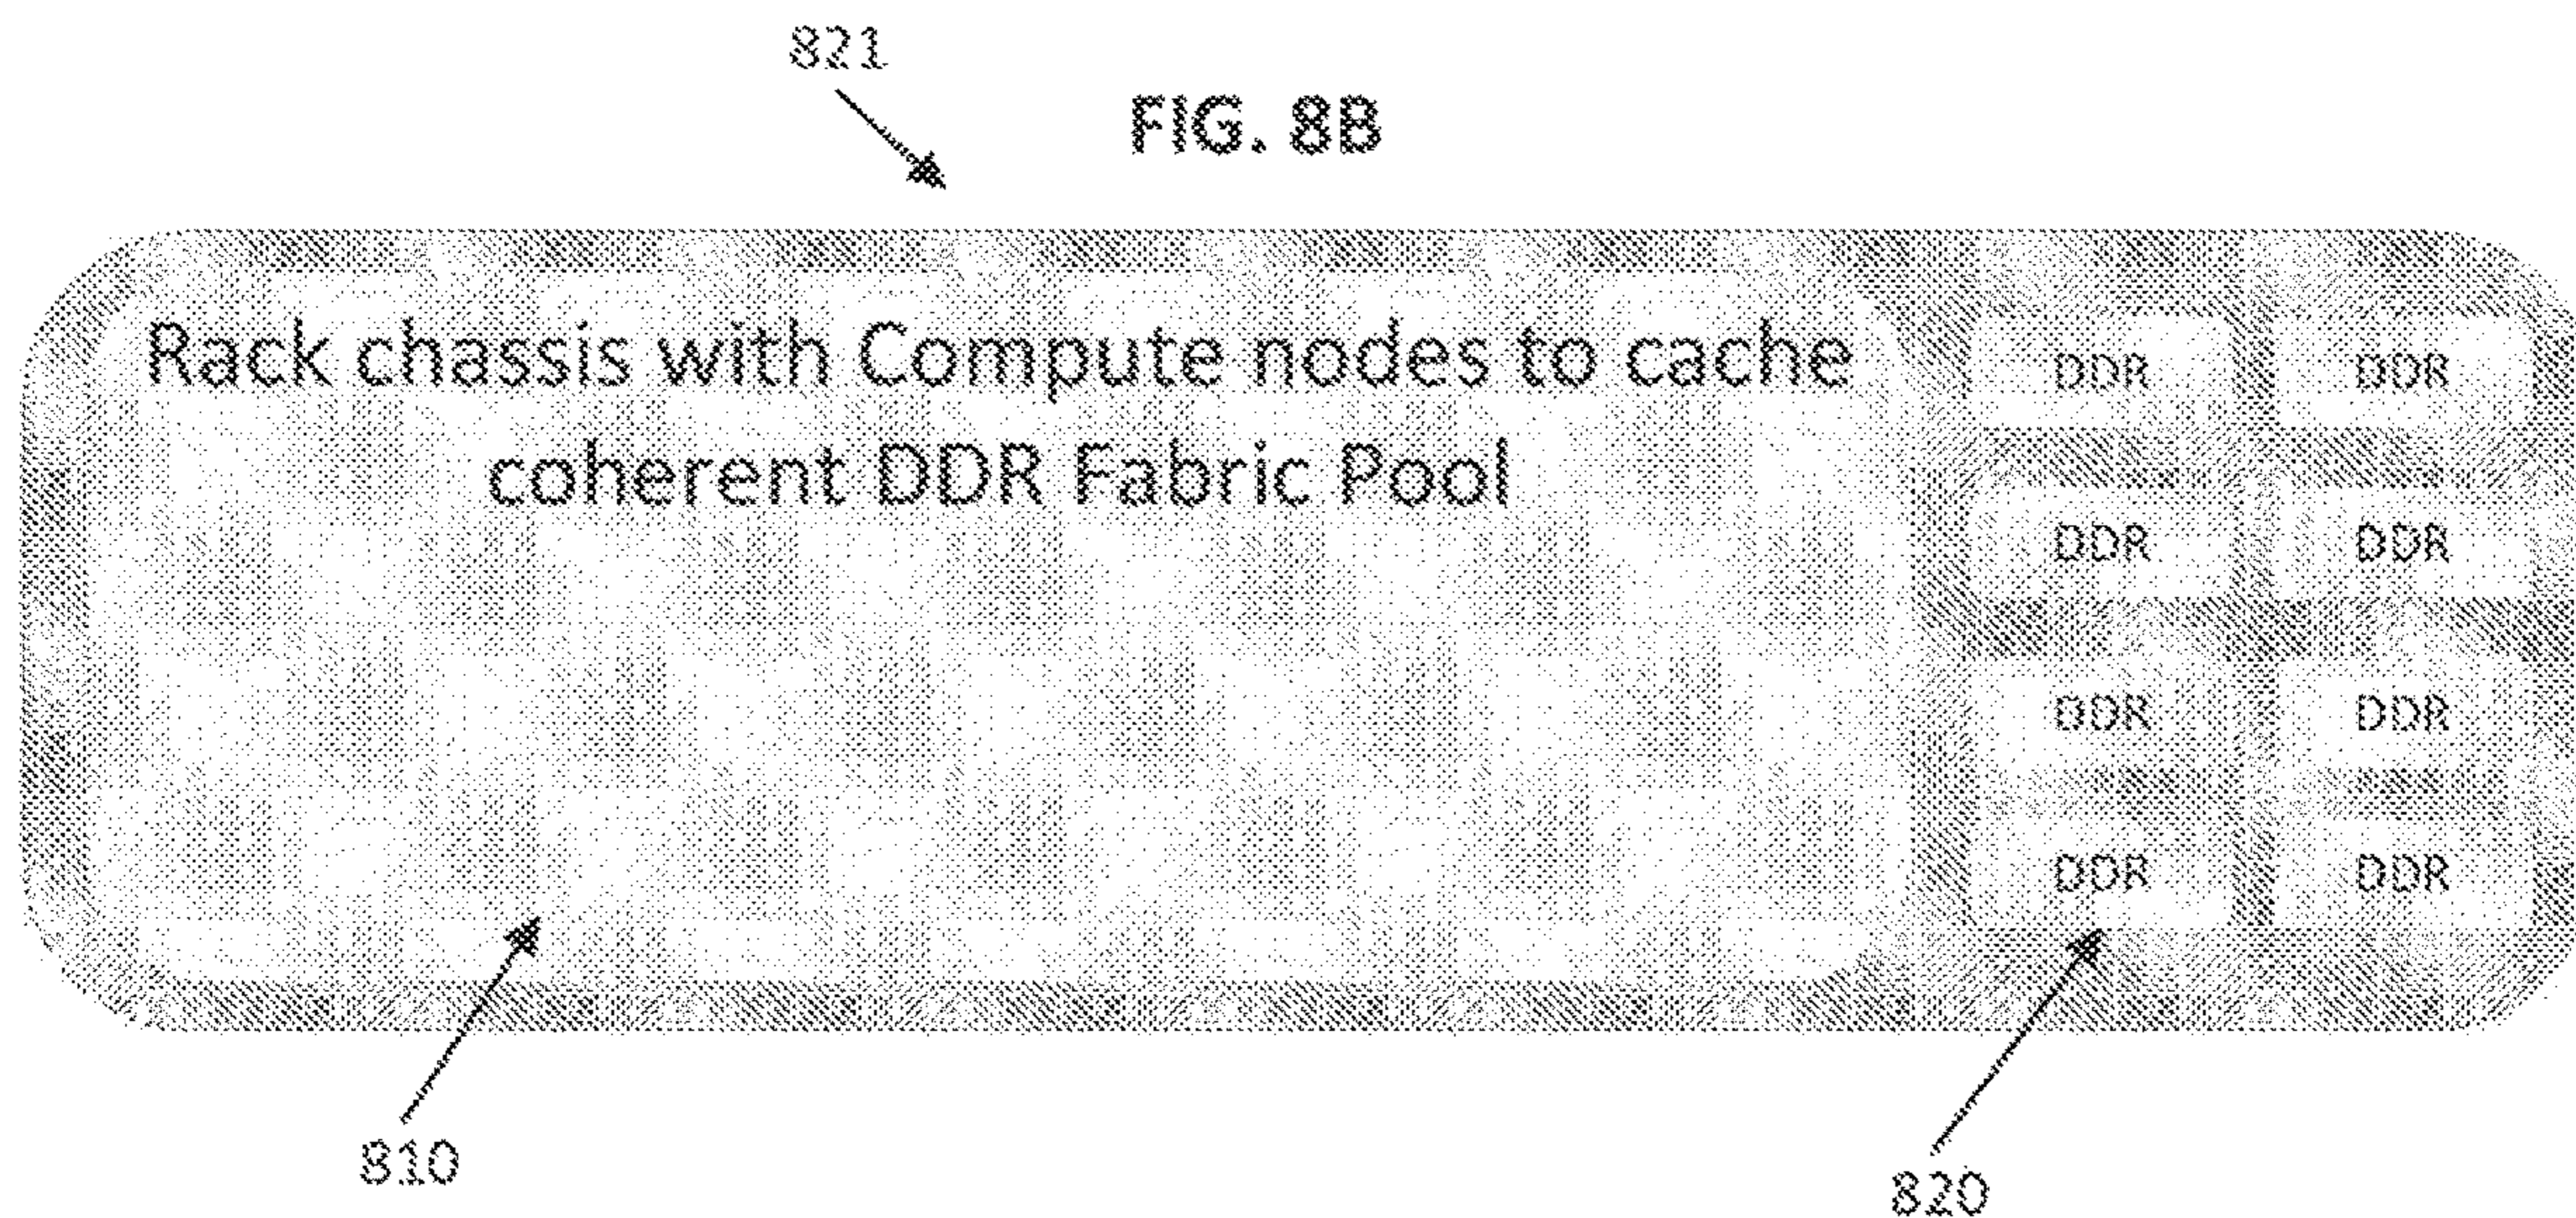 821
FIG. 8B
Rack chassis with Compute nodes to cache
coherent DDR Fabric Pool
DDR DDR
DDR DDR
DDR DDR
DDR DDR
810
820